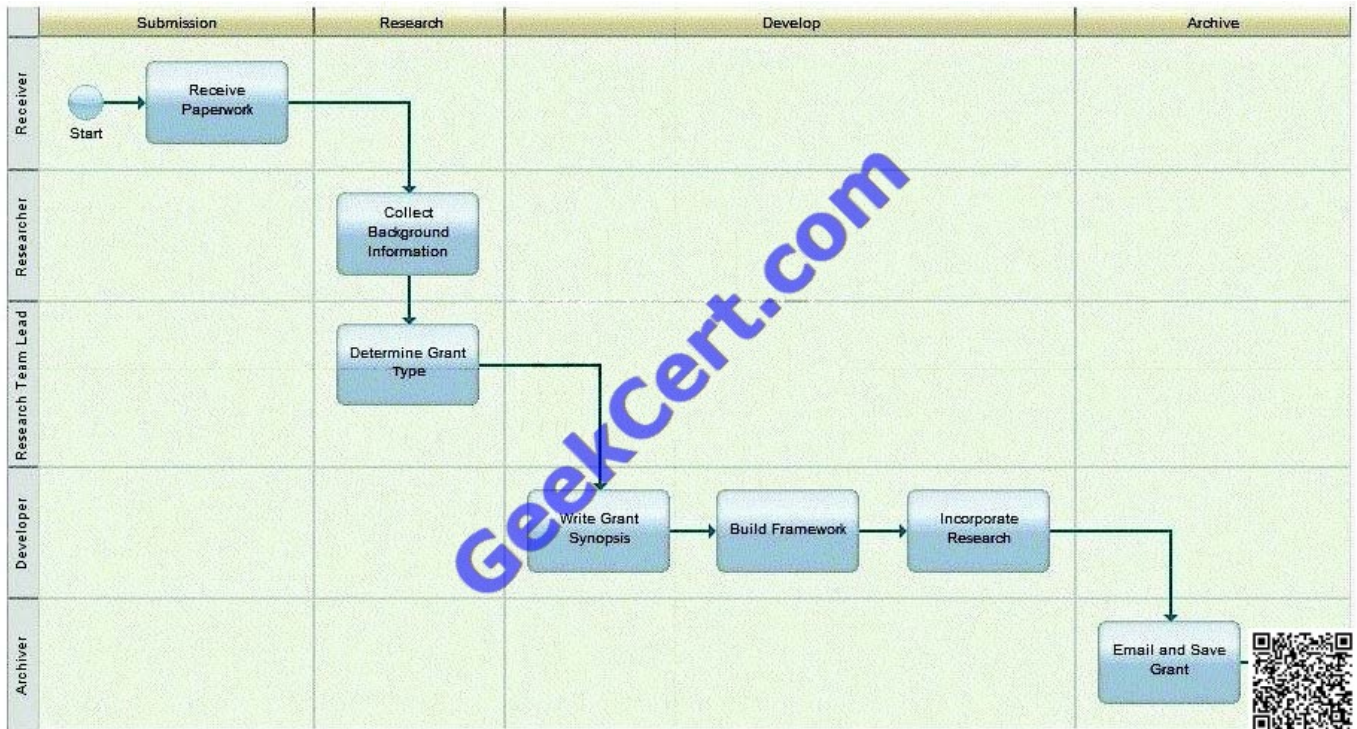 Submission
Research
Develop
Archive
Receiver
Start
Receive
Paperwork
Researcher
Collect
Background
Information
Research Team Lead
Determine Grant
Type
Developer
Write Grant
Synopsis
Build Framework
Incorporate
Research
Archiver
Email and Save
Grant
GeekCert.com